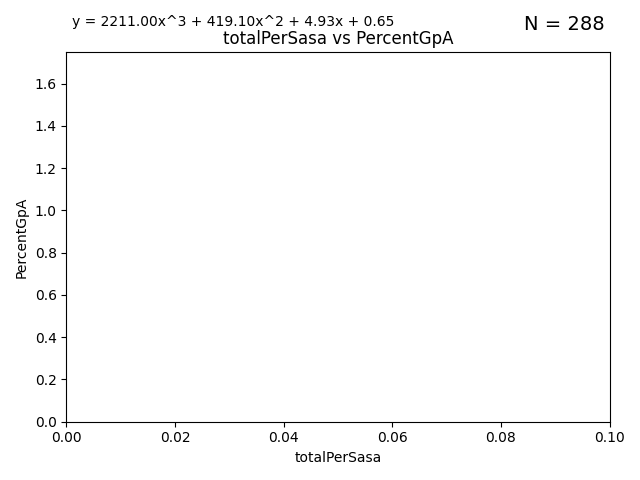 y = 2211.00x^3 + 419.10x^2 + 4.93x + 0.65
N = 288
totalPerSasa vs PercentGpA
1.6
1.4
1.2
1.0
0.8
0.6
0.4
0.2
0.0
PercentGpA
0.00 0.02 0.04 0.06 0.08 0.10
totalPerSasa